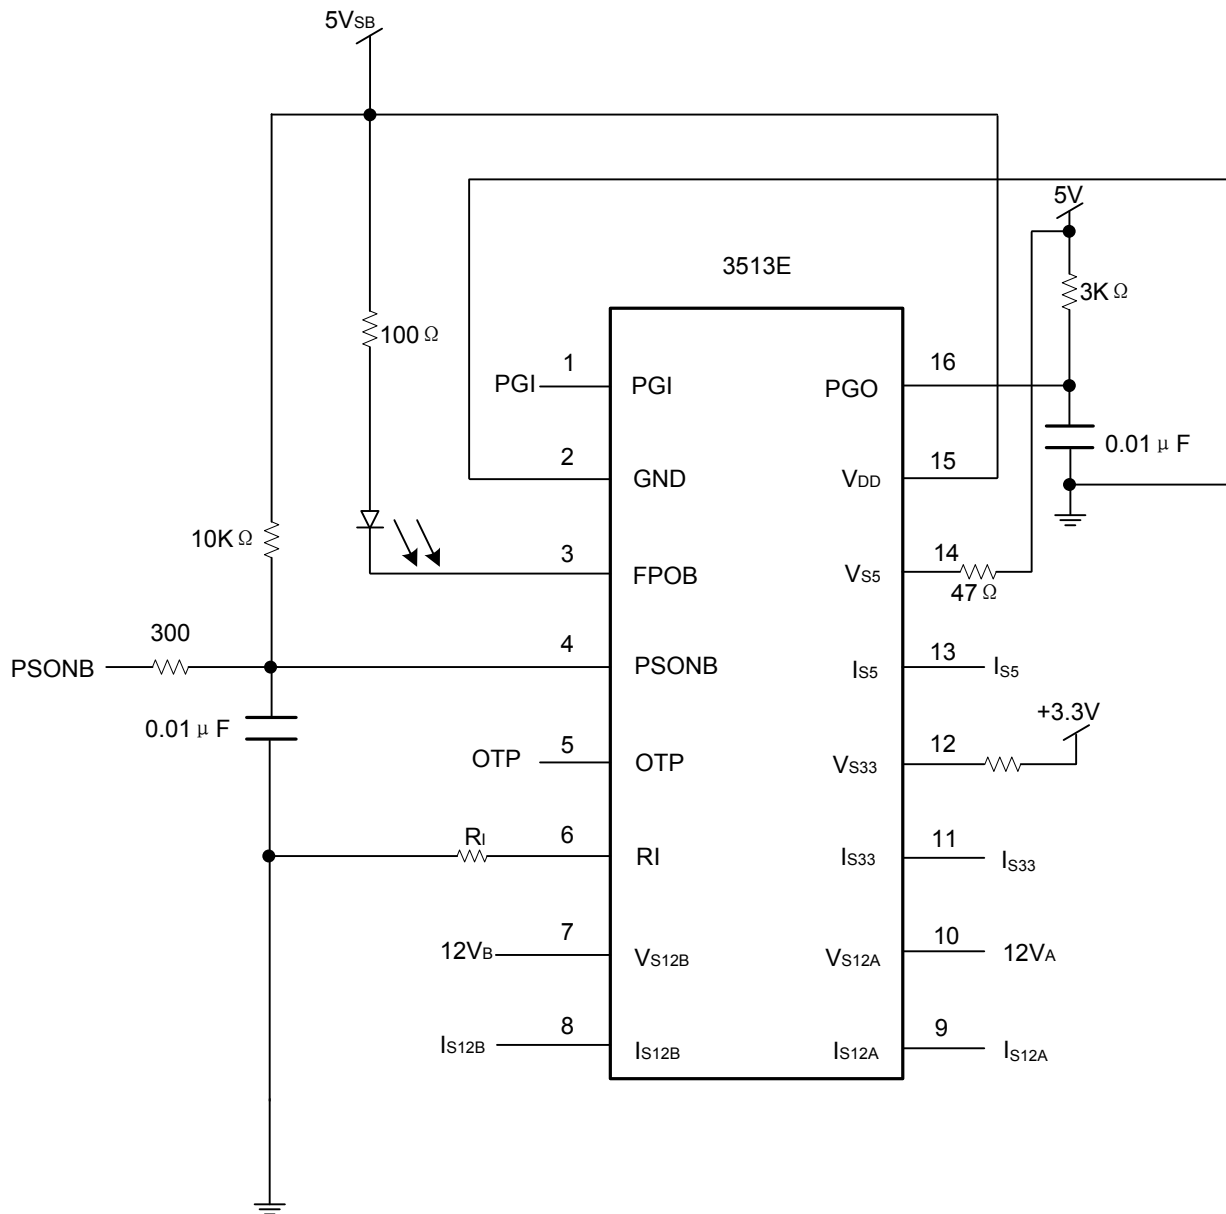 5VSB
5V
3513E
3KΩ
100Ω
1
16
PGI
PGI
PGO
0.01μF
2
15
GND
VDD
10KΩ
3
14
FPOB
VS5
47Ω
300
4
13
PSONB
PSONB
IS5
IS5
0.01μF
+3.3V
5
12
OTP
OTP
VS33
RI
6
11
RI
IS33
IS33
7
10
12VB
VS12B
VS12A
12VA
8
9
IS12B
IS12B
IS12A
IS12A